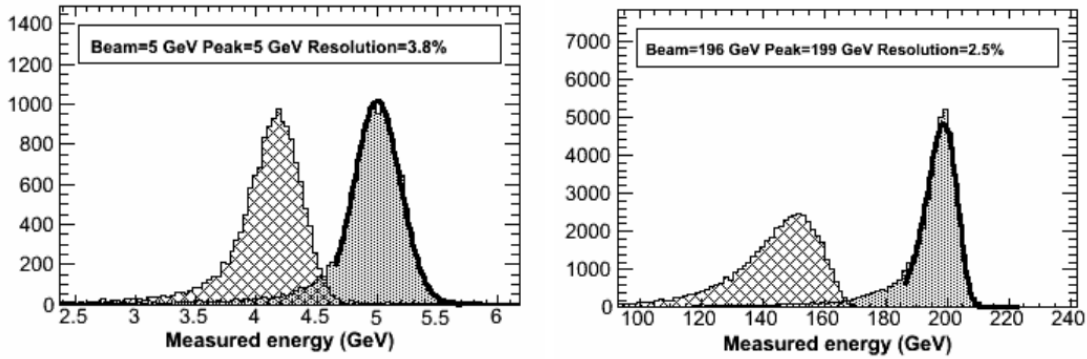 Beam=5 GeV Peak=5 GeV Resolution=3.8%
1400
1200
1000
800
600
400
200
0
2.5 3 3.5 4 4.5 5 5.5 6
Measured energy (GeV)
Beam=196 GeV Peak=199 GeV Resolution=2.5%
7000
6000
5000
4000
3000
2000
1000
0
100 120 140 160 180 200 220 240
Measured energy (GeV)